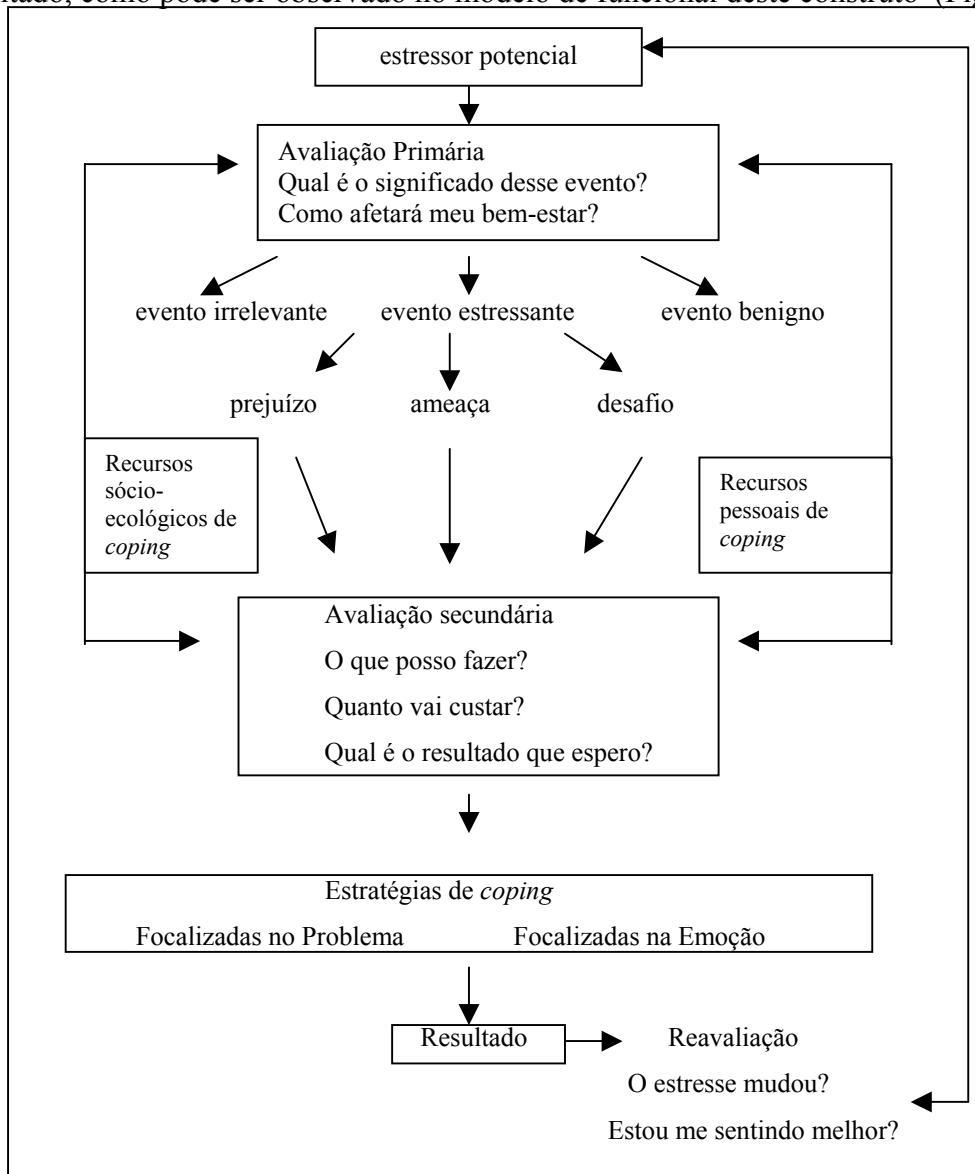 tado, como pode ser observado no modelo de funcional deste construto (Fig
estressor potencial
Avaliação Primária
Qual é o significado desse evento?
Como afetará meu bem-estar?
evento irrelevante evento estressante evento benigno
prejuízo ameaça desafio
Recursos
sócio-
ecológicos de
coping
Recursos
pessoais de
coping
Avaliação secundária
O que posso fazer?
Quanto vai custar?
Qual é o resultado que espero?
Estratégias de coping
Focalizadas no Problema Focalizadas na Emoção
Resultado
Reavaliação
O estresse mudou?
Estou me sentindo melhor?